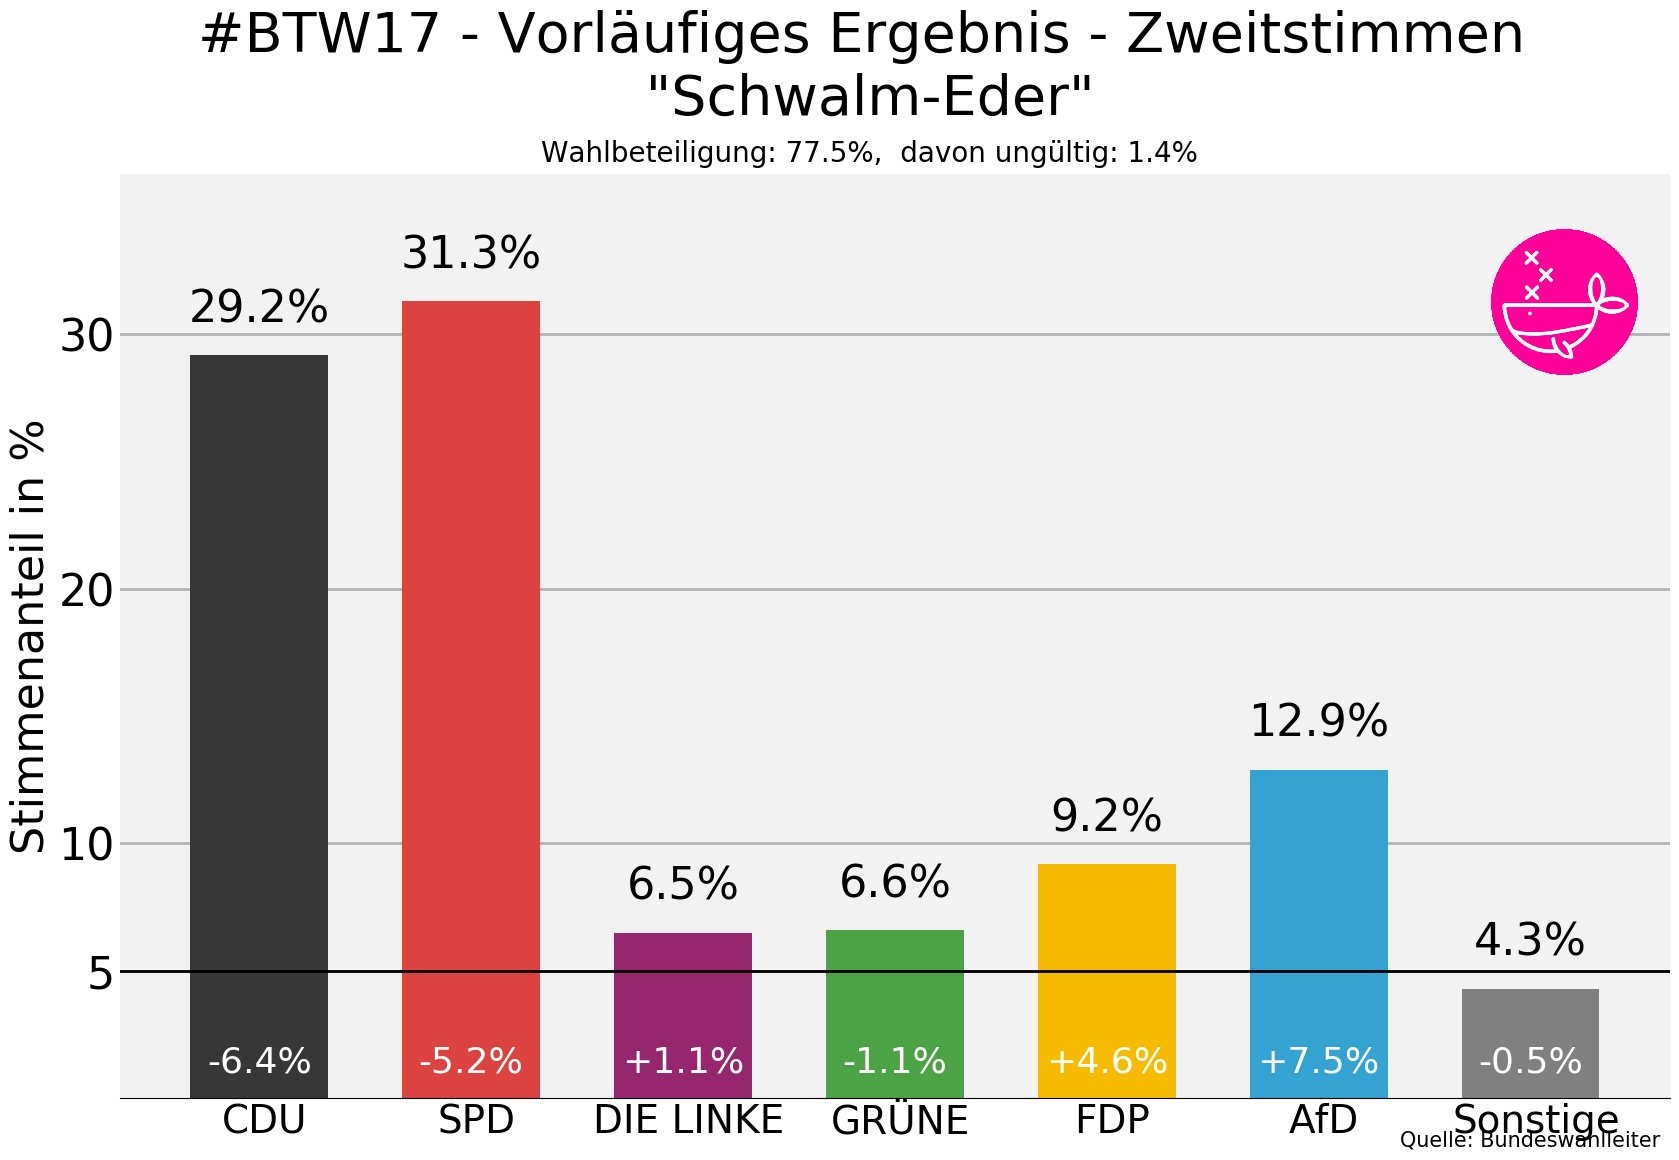 #BTW17 - Vorläufiges Ergebnis - Zweitstimmen
"Schwalm-Eder"
Wahlbeteiligung: 77.5%,  davon ungültig: 1.4%
Stimmenanteil in %
30
20
10
5
29.2%
31.3%
6.5%
6.6%
9.2%
12.9%
4.3%
-6.4%
-5.2%
+1.1%
-1.1%
+4.6%
+7.5%
-0.5%
CDU
SPD
DIE LINKE
GRÜNE
FDP
AfD
Sonstige
Quelle: Bundeswahlleiter